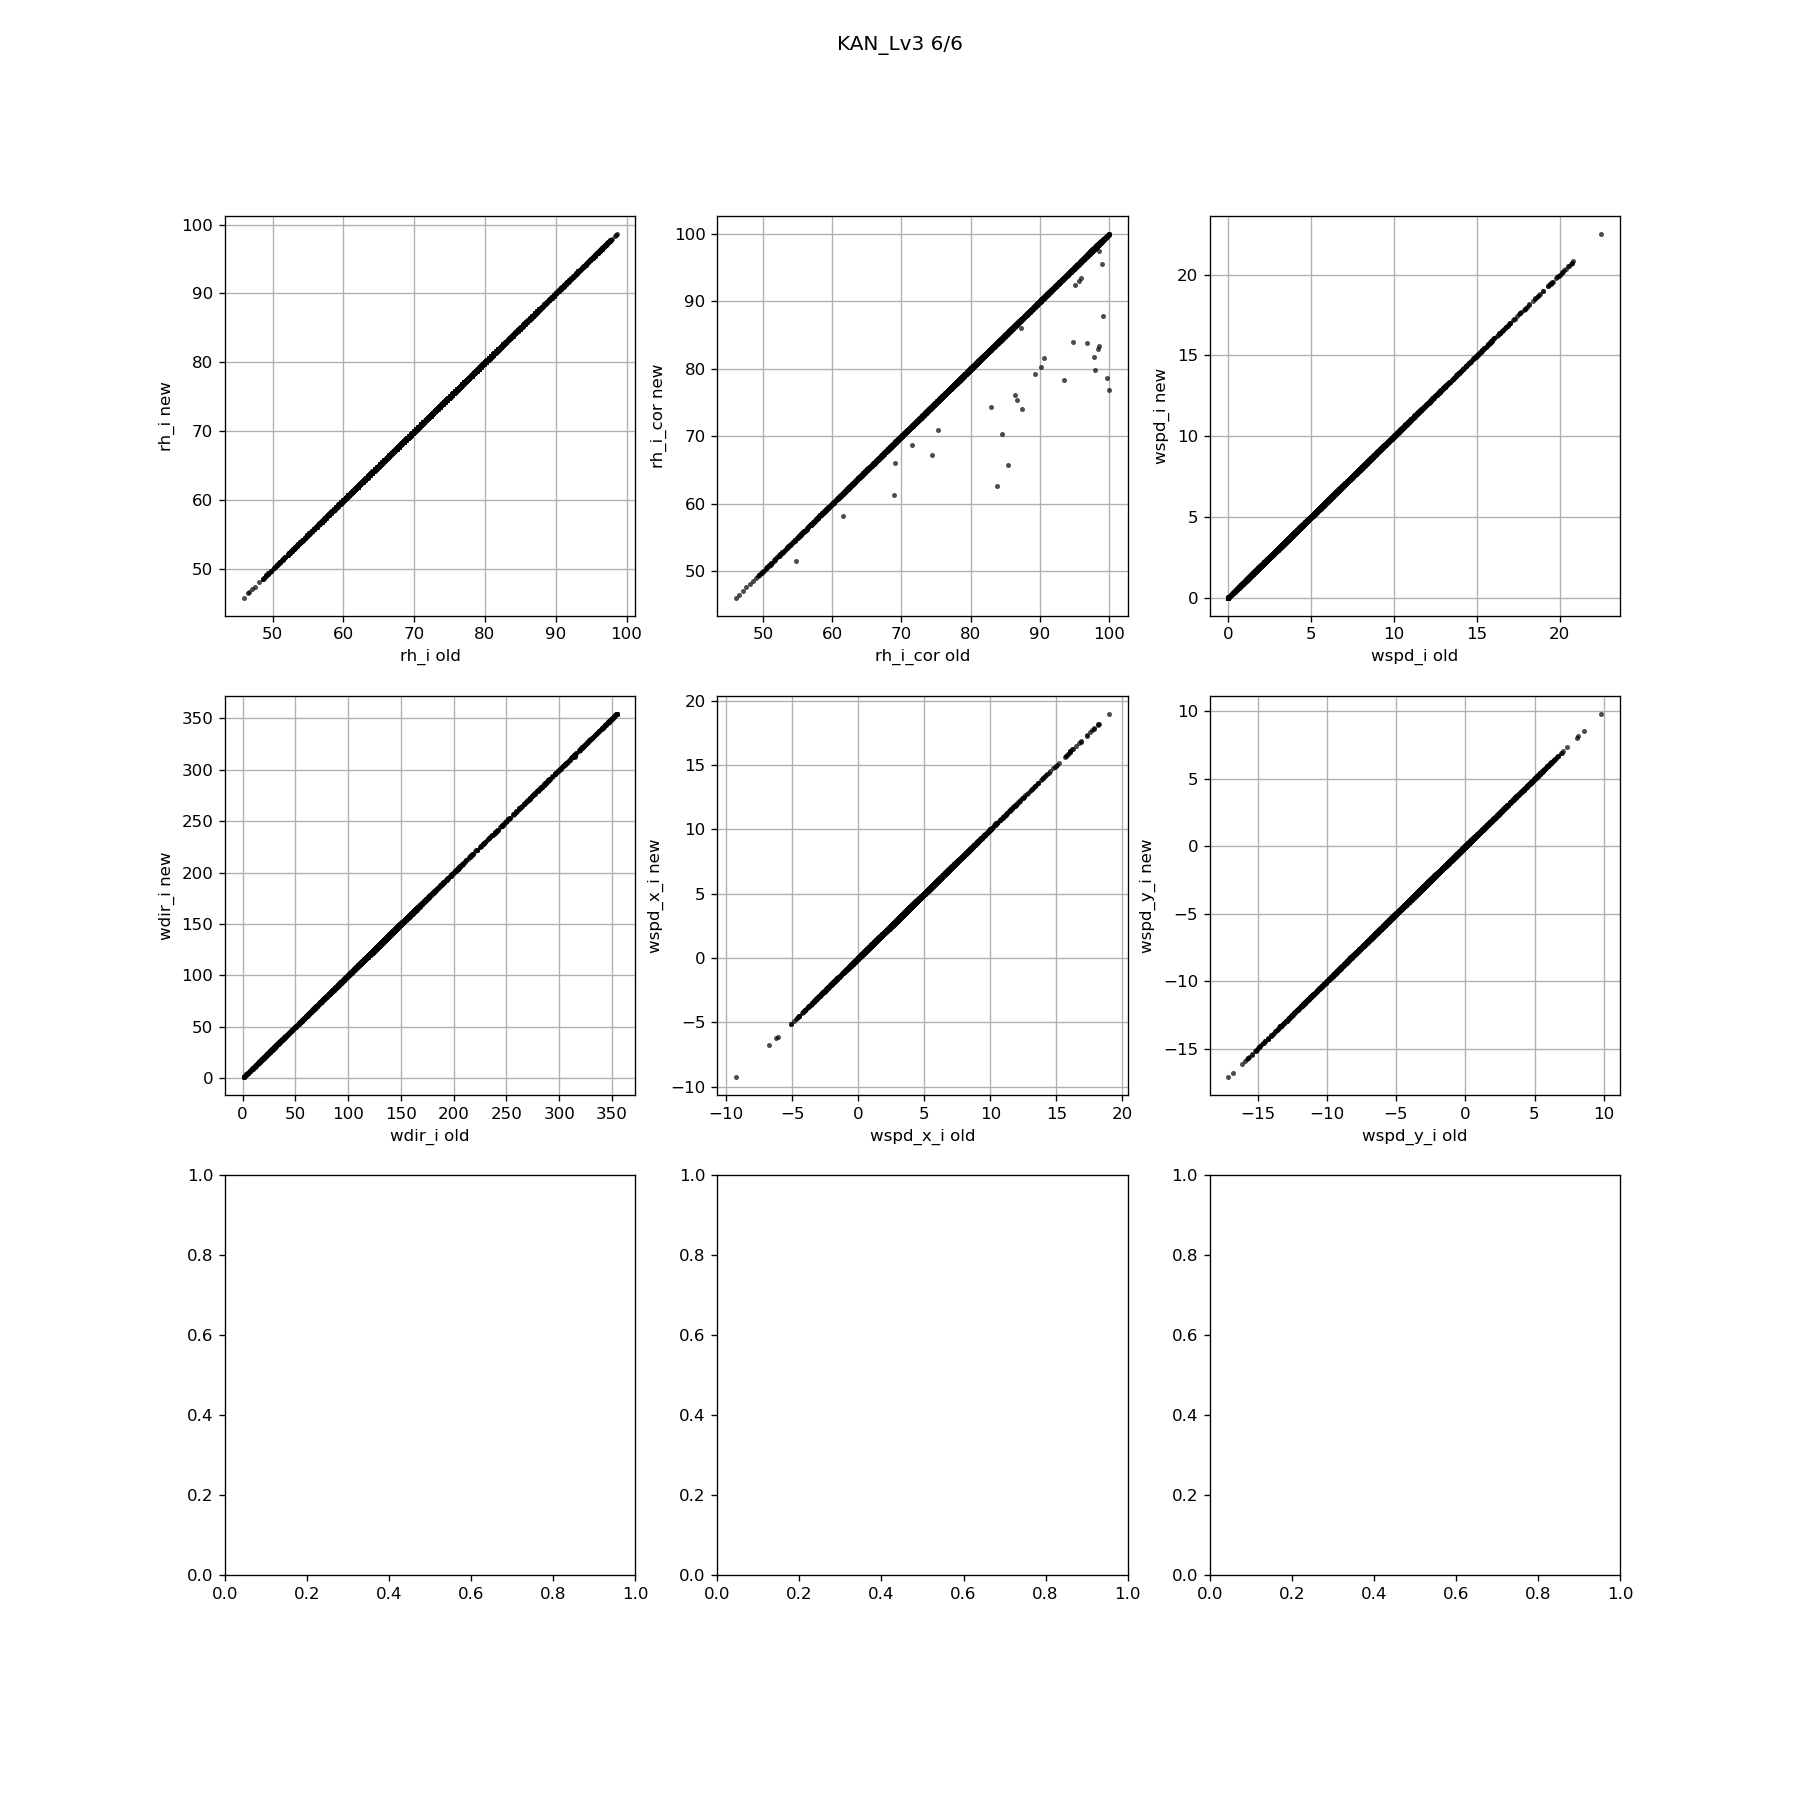 KAN_Lv3 6/6
100
90
80
70
60
50
rh_i new
50 60 70 80 90 100
rh_i old
100
90
80
70
60
50
rh_i_cor new
50 60 70 80 90 100
rh_i_cor old
20
15
10
5
0
wspd_i new
0 5 10 15 20
wspd_i old
350
300
250
200
150
100
50
0
wdir_i new
0 50 100 150 200 250 300 350
wdir_i old
20
15
10
5
0
−5
−10
wspd_x_i new
−10 −5 0 5 10 15 20
wspd_x_i old
10
5
0
−5
−10
−15
wspd_y_i new
−15 −10 −5 0 5 10
wspd_y_i old
1.0
0.8
0.6
0.4
0.2
0.0
0.0 0.2 0.4 0.6 0.8 1.0
1.0
0.8
0.6
0.4
0.2
0.0
0.0 0.2 0.4 0.6 0.8 1.0
1.0
0.8
0.6
0.4
0.2
0.0
0.0 0.2 0.4 0.6 0.8 1.0